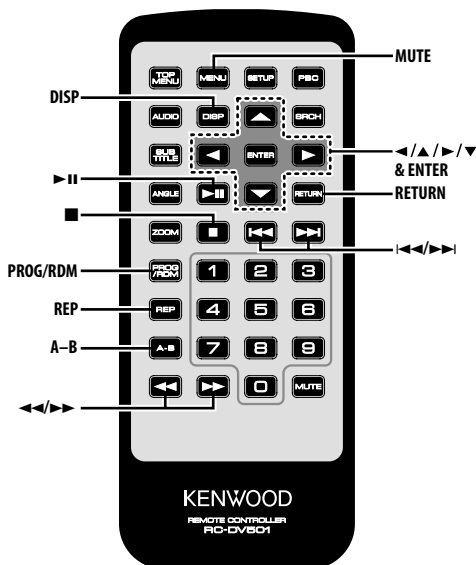 MUTE
TOP MENU
MENU
SETUP
PBC
DISP
AUDIO
DISP
SRCH
SUB TITLE
ENTER
◄/▲/►/▼
& ENTER
►II
ANGLE
►II
RETURN
RETURN
■
ZOOM
■
I◄◄
►►I
I◄◄/►►I
PROG/RDM
PROG /RDM
1
2
3
REP
REP
4
5
6
A–B
A-B
7
8
9
◄◄/►►
◄◄
►►
0
MUTE
KENWOOD
REMOTE CONTROLLER
RC-DV501